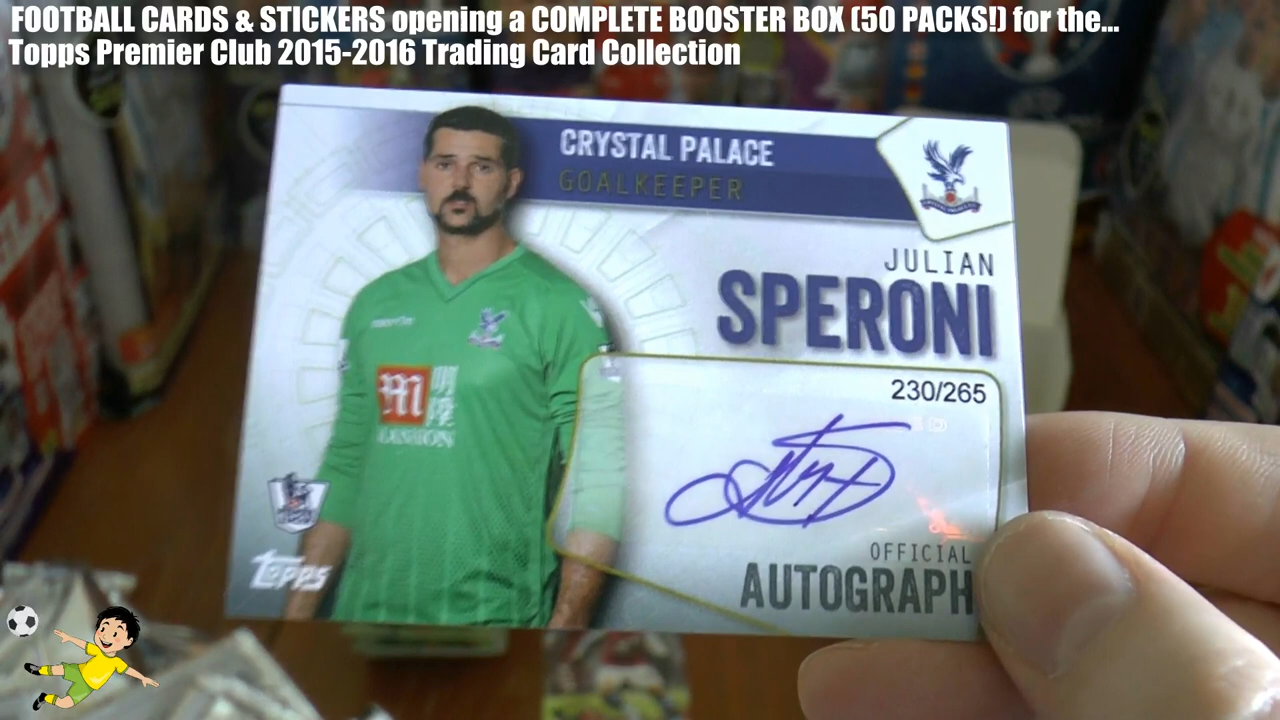 FOOTBALL CARDS & STICKERS opening a COMPLETE BOOSTER BOX (50 PACKS!) for the...
Topps Premier Club 2015-2016 Trading Card Collection
CRYSTAL PALACE
GOALKEEPER
JULIAN
SPERONI
230/265
OFFICIAL
AUTOGRAPH
Topps